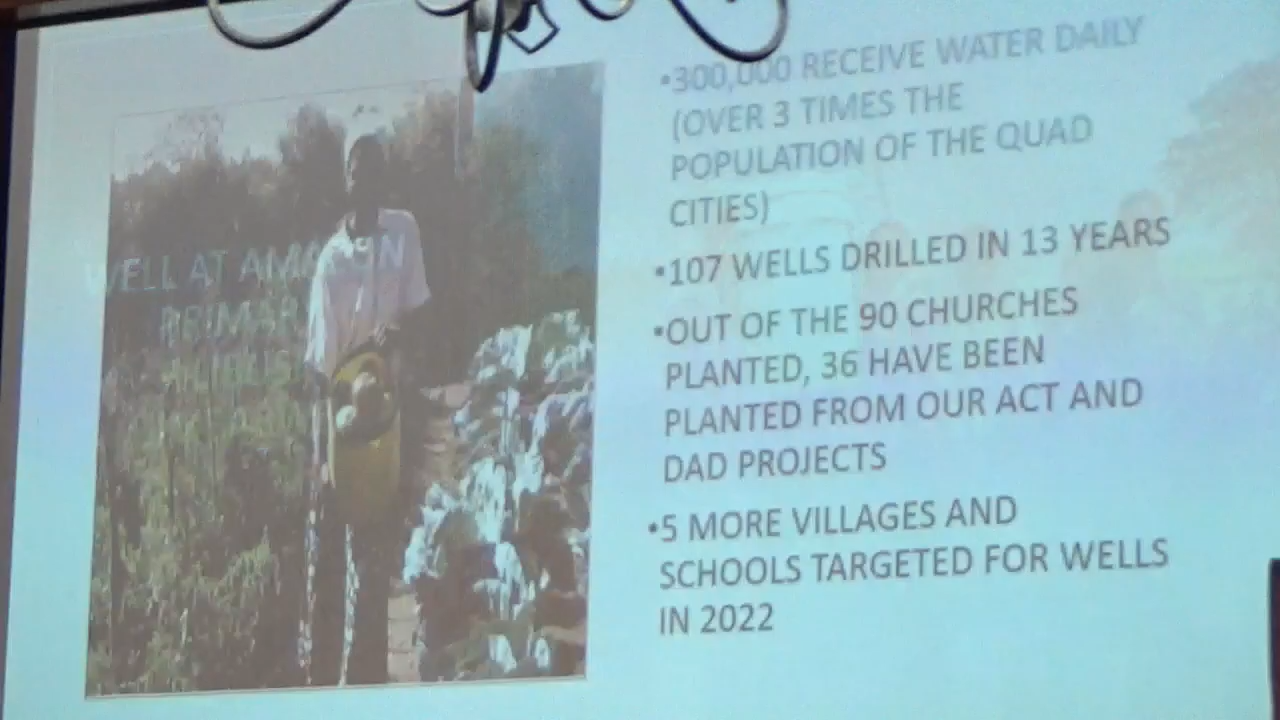 •300,000 RECEIVE WATER DAILY
(OVER 3 TIMES THE
POPULATION OF THE QUAD
CITIES)
•107 WELLS DRILLED IN 13 YEARS
•OUT OF THE 90 CHURCHES
PLANTED, 36 HAVE BEEN
PLANTED FROM OUR ACT AND
DAD PROJECTS
•5 MORE VILLAGES AND
SCHOOLS TARGETED FOR WELLS
IN 2022
WELL AT